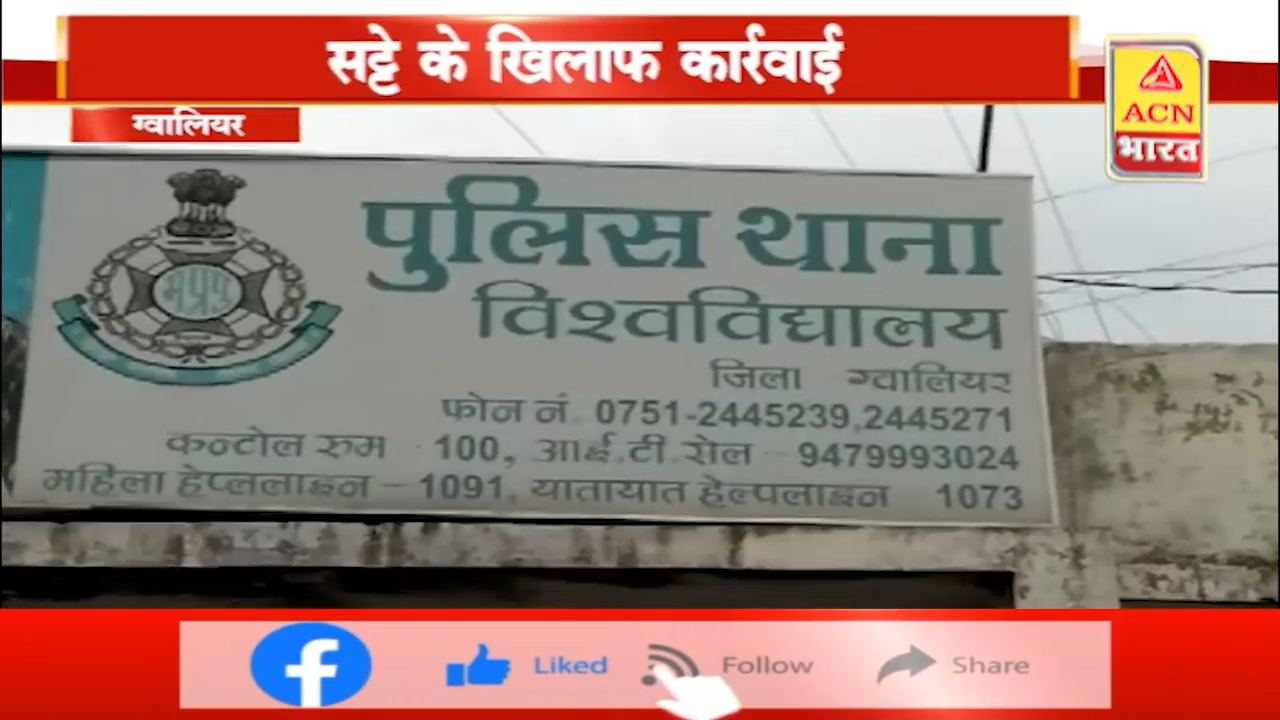 सट्टे के खिलाफ कार्रवाई
ग्वालियर
ACN
भारत
पुलिस थाना
विश्वविद्यालय
जिला ग्वालियर
फोन नं. 0751-2445239,2445271
कन्टोल रुम - 100, आई.टी.सेल - 9479993024
महिला हेप्ललाइन - 1091, यातायात हेल्पलाइन 1073
म प्र पु
Liked
Follow
Share